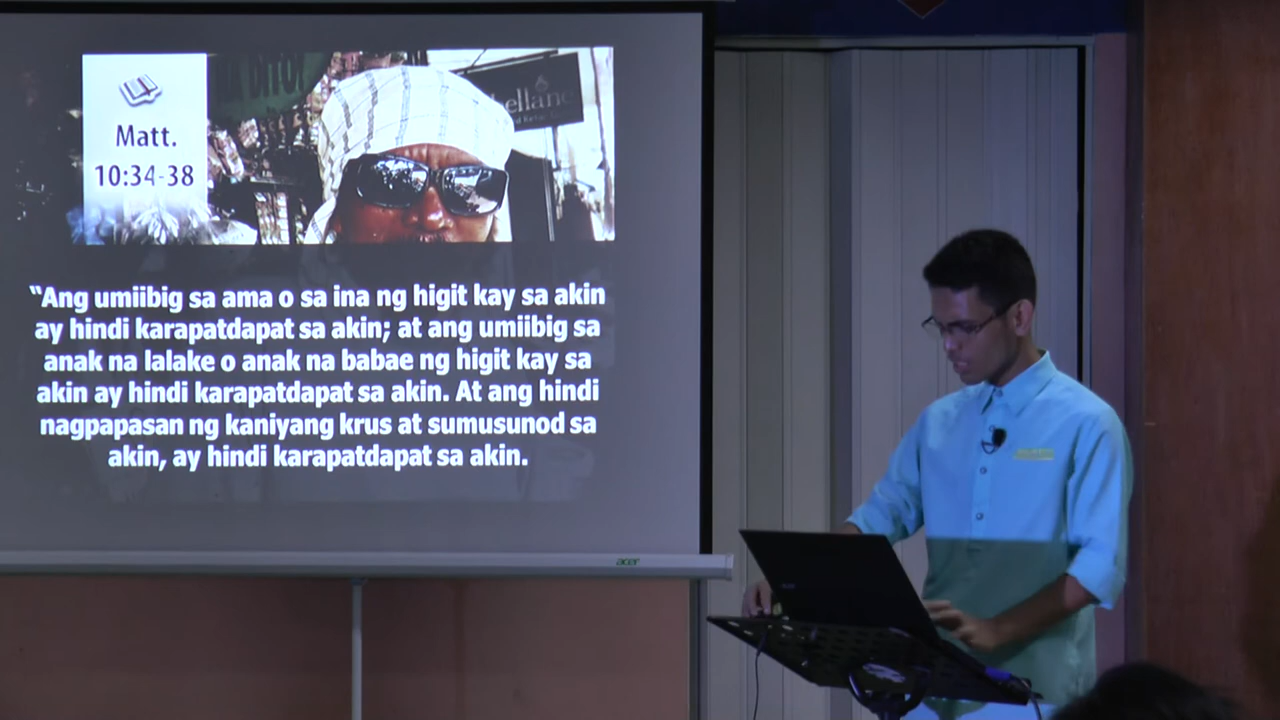 Matt.
10:34-38
ellane
“Ang umiibig sa ama o sa ina ng higit kay sa akin
ay hindi karapatdapat sa akin; at ang umiibig sa
anak na lalake o anak na babae ng higit kay sa
akin ay hindi karapatdapat sa akin. At ang hindi
nagpapasan ng kaniyang krus at sumusunod sa
akin, ay hindi karapatdapat sa akin.
acer